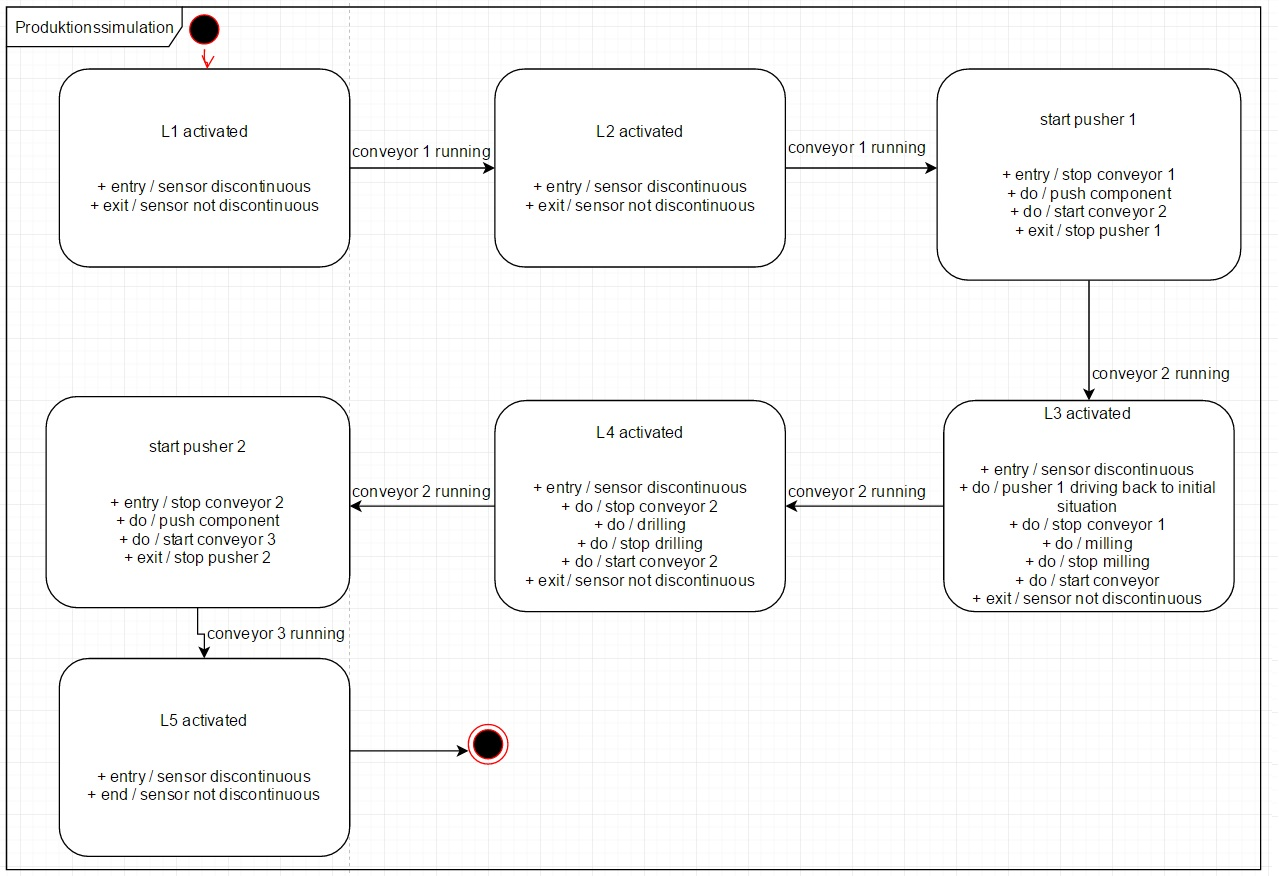 Produktionssimulation
L1 activated
+ entry / sensor discontinuous
+ exit / sensor not discontinuous
conveyor 1 running
L2 activated
+ entry / sensor discontinuous
+ exit / sensor not discontinuous
conveyor 1 running
start pusher 1
+ entry / stop conveyor 1
+ do / push component
+ do / start conveyor 2
+ exit / stop pusher 1
conveyor 2 running
L3 activated
+ entry / sensor discontinuous
+ do / pusher 1 driving back to initial
situation
+ do / stop conveyor 1
+ do / milling
+ do / stop milling
+ do / start conveyor
+ exit / sensor not discontinuous
conveyor 2 running
L4 activated
+ entry / sensor discontinuous
+ do / stop conveyor 2
+ do / drilling
+ do / stop drilling
+ do / start conveyor 2
+ exit / sensor not discontinuous
conveyor 2 running
start pusher 2
+ entry / stop conveyor 2
+ do / push component
+ do / start conveyor 3
+ exit / stop pusher 2
conveyor 3 running
L5 activated
+ entry / sensor discontinuous
+ end / sensor not discontinuous